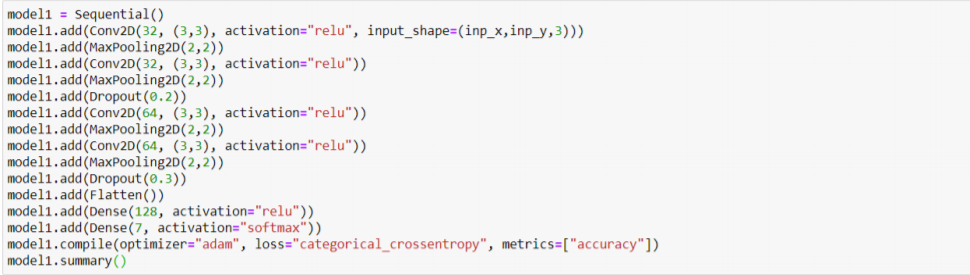 model1 = Sequential()
model1.add(Conv2D(32, (3,3), activation="relu", input_shape=(inp_x,inp_y,3)))
model1.add(MaxPooling2D(2,2))
model1.add(Conv2D(32, (3,3), activation="relu"))
model1.add(MaxPooling2D(2,2))
model1.add(Dropout(0.2))
model1.add(Conv2D(64, (3,3), activation="relu"))
model1.add(MaxPooling2D(2,2))
model1.add(Conv2D(64, (3,3), activation="relu"))
model1.add(MaxPooling2D(2,2))
model1.add(Dropout(0.3))
model1.add(Flatten())
model1.add(Dense(128, activation="relu"))
model1.add(Dense(7, activation="softmax"))
model1.compile(optimizer="adam", loss="categorical_crossentropy", metrics=["accuracy"])
model1.summary()